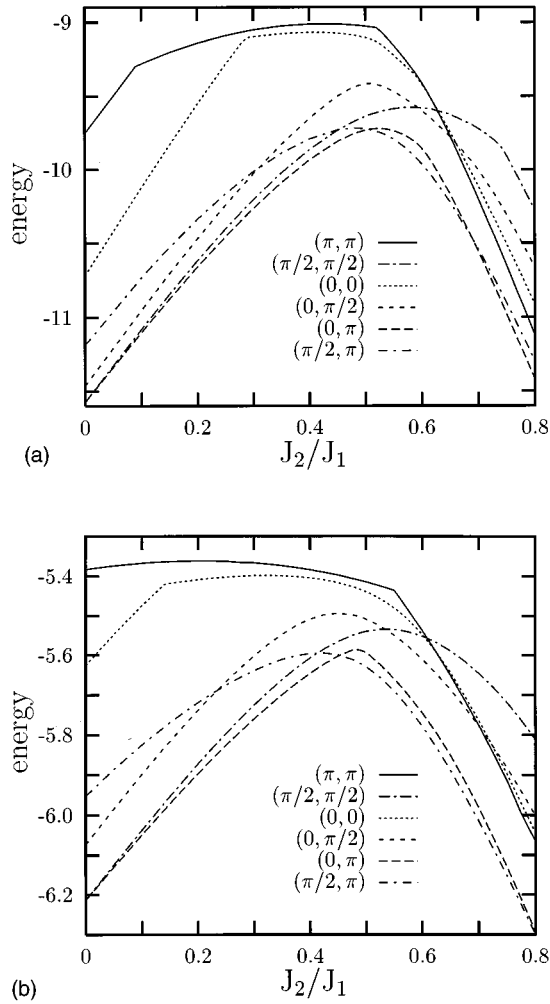 -9
-10
-11
energy
(π, π)
(π/2, π/2)
(0, 0)
(0, π/2)
(0, π)
(π/2, π)
0 0.2 0.4 0.6 0.8
(a)
J₂/J₁
-5.4
-5.6
-5.8
-6.0
-6.2
energy
(π, π)
(π/2, π/2)
(0, 0)
(0, π/2)
(0, π)
(π/2, π)
0 0.2 0.4 0.6 0.8
(b)
J₂/J₁